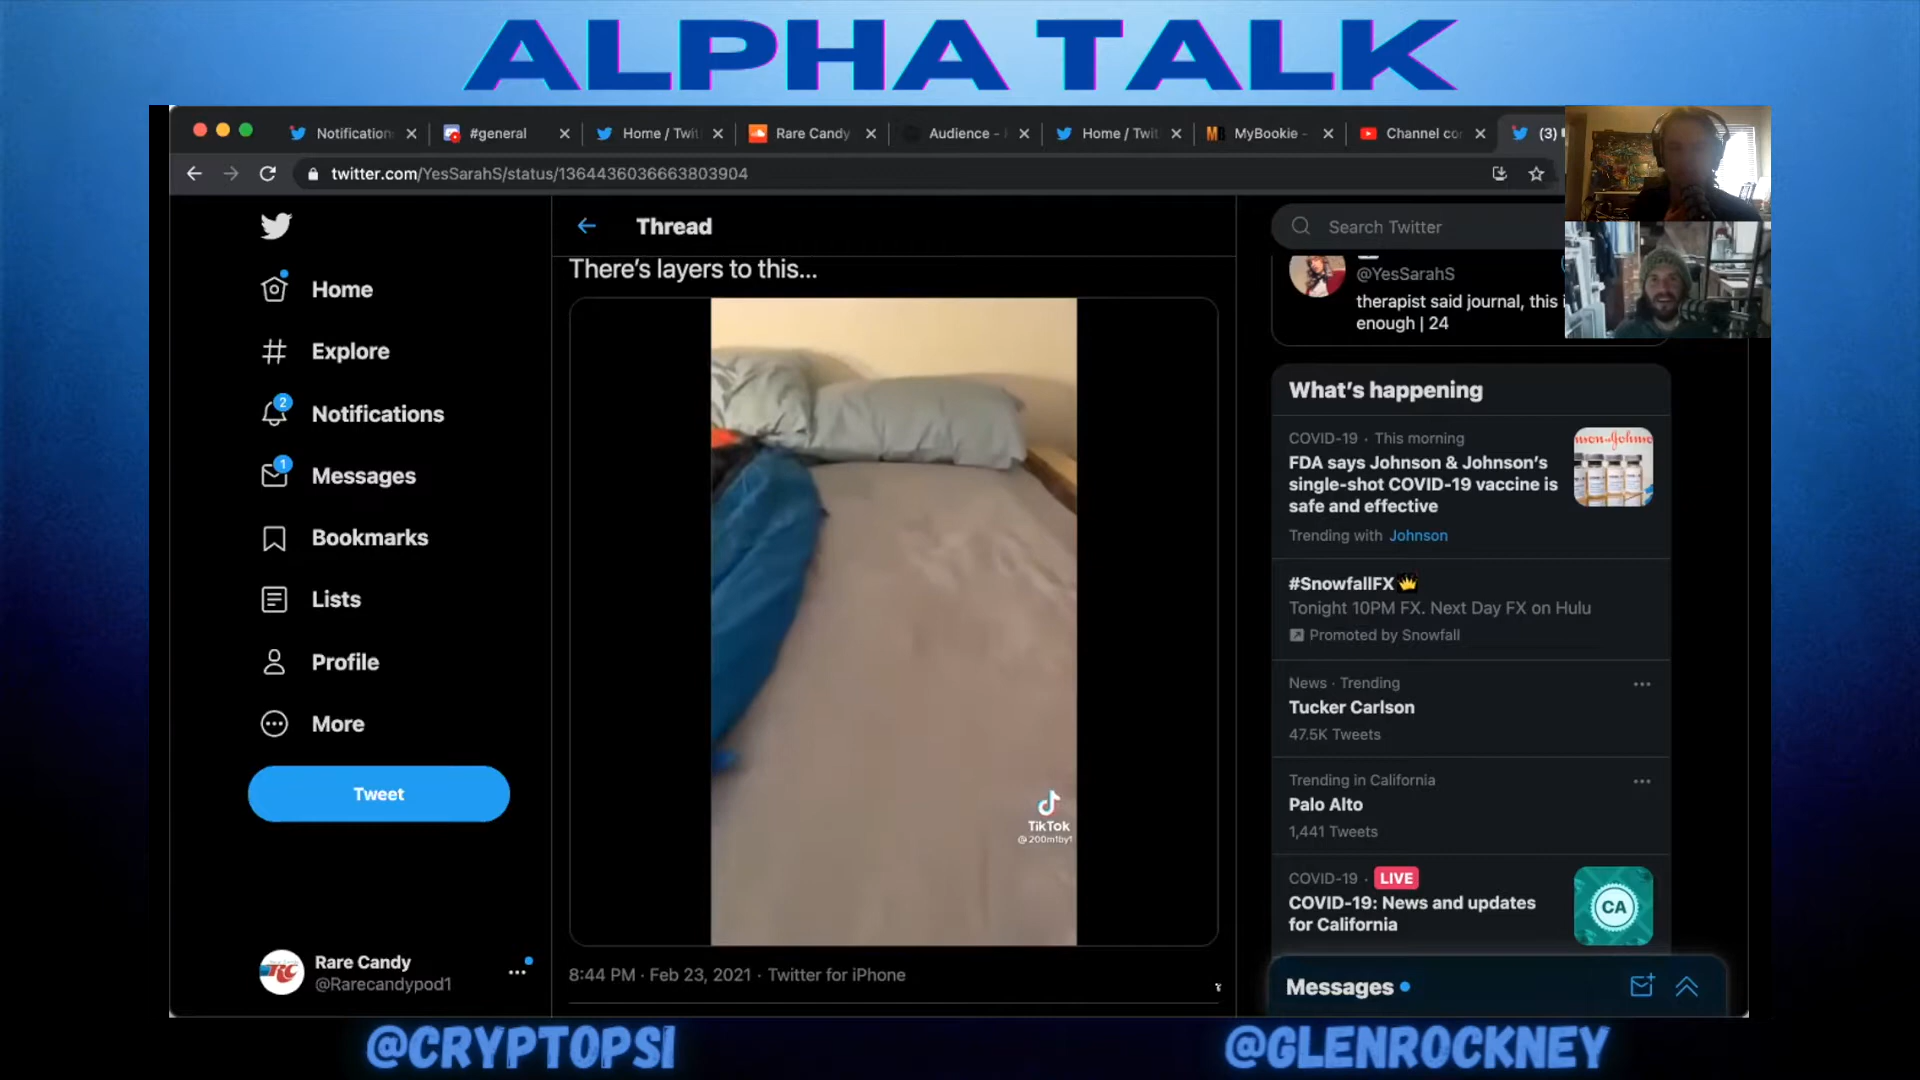 ALPHA TALK
Notification
#general
Home / Twit
Rare Candy
Audience -
Home / Twit
MyBookie -
Channel co
(3)
twitter.com/YesSarahS/status/1364436036663803904
Home
Explore
2
Notifications
1
Messages
Bookmarks
Lists
Profile
More
Tweet
RC
Rare Candy
@Rarecandypod1
Thread
There's layers to this...
TikTok
@200m1by1
8:44 PM · Feb 23, 2021 · Twitter for iPhone
Search Twitter
@YesSarahS
therapist said journal, this i
enough | 24
What's happening
COVID-19 · This morning
FDA says Johnson & Johnson's
single-shot COVID-19 vaccine is
safe and effective
Trending with Johnson
#SnowfallFX
Tonight 10PM FX. Next Day FX on Hulu
Promoted by Snowfall
News · Trending
Tucker Carlson
47.5K Tweets
Trending in California
Palo Alto
1,441 Tweets
COVID-19 · LIVE
COVID-19: News and updates
for California
CA
Messages
@CRYPTOPSI
@GLENROCKNEY